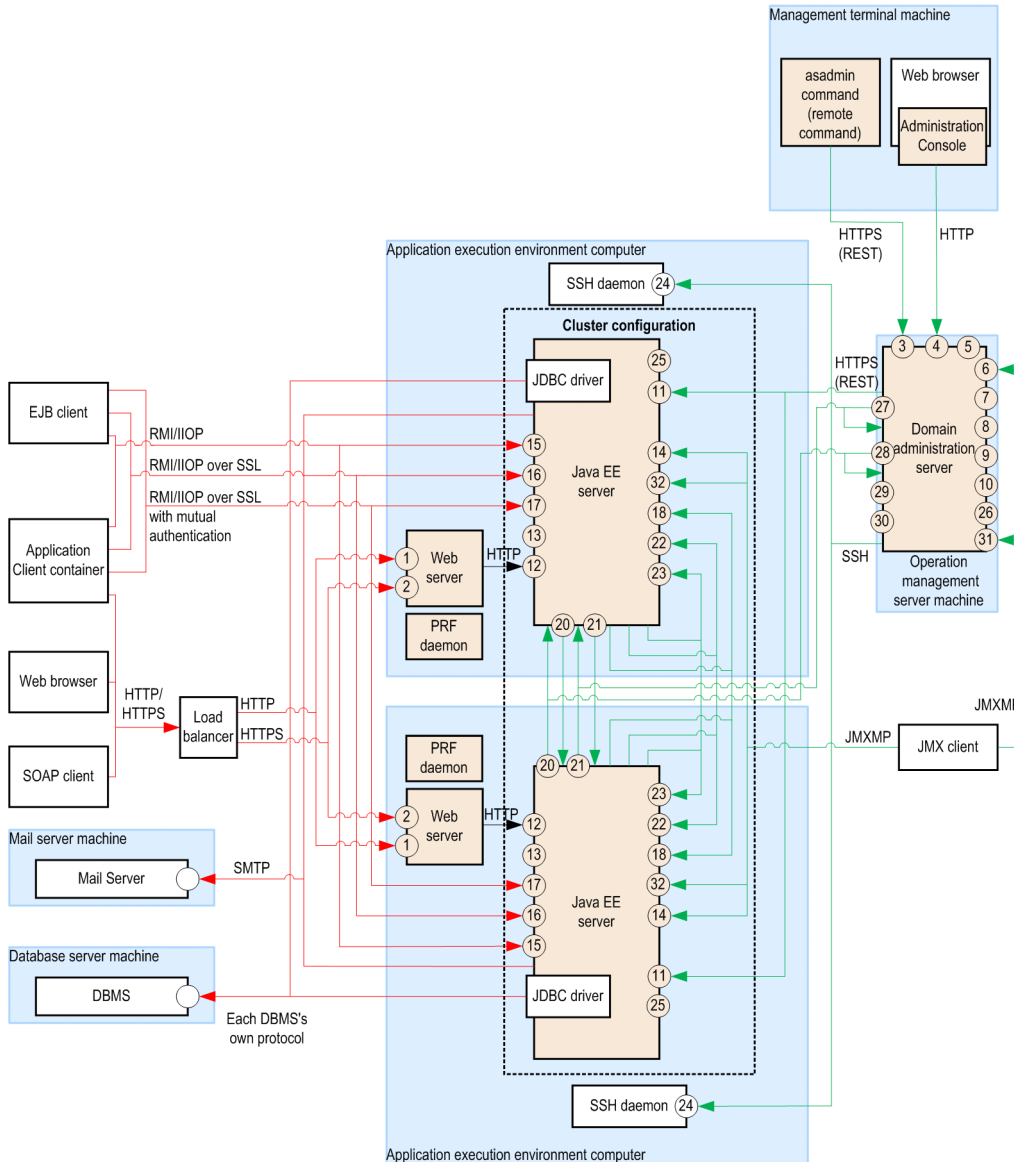 Management terminal machine
asadmin
command
(remote
command)
Web browser
Administration
Console
HTTPS
(REST)
HTTP
Application execution environment computer
SSH daemon
24
Cluster configuration
JDBC driver
25
11
15
16
17
13
12
Java EE
server
14
32
18
22
23
20
21
HTTPS
(REST)
3
4
5
6
7
8
9
10
26
31
27
28
29
30
Domain
administration
server
SSH
Operation
management
server machine
EJB client
RMI/IIOP
RMI/IIOP over SSL
RMI/IIOP over SSL
with mutual
authentication
Application
Client container
1
2
Web
server
HTTP
PRF
daemon
Web browser
HTTP/
HTTPS
SOAP client
Load
balancer
HTTP
HTTPS
PRF
daemon
2
1
Web
server
HTTP
20
21
12
13
17
16
15
Java EE
server
23
22
18
32
14
11
25
JDBC driver
JMXMP
JMX client
Mail server machine
Mail Server
SMTP
Database server machine
DBMS
Each DBMS's
own protocol
SSH daemon
24
Application execution environment computer